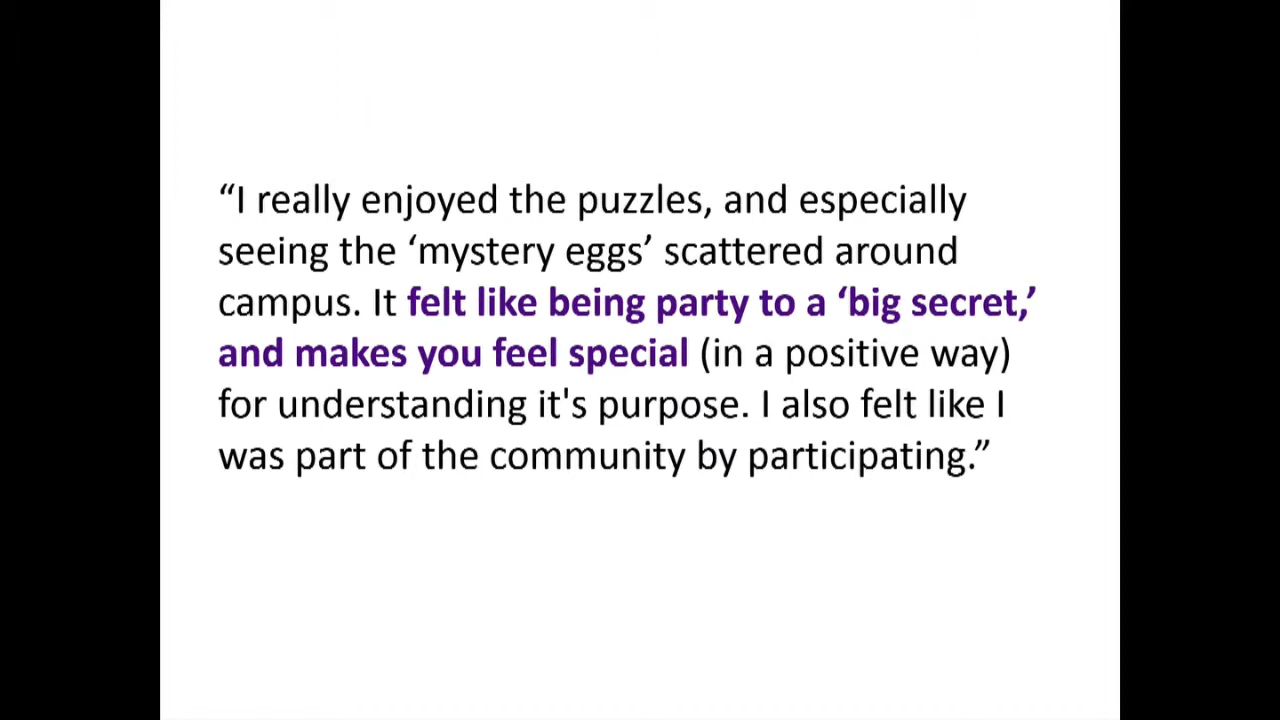 “I really enjoyed the puzzles, and especially
seeing the ‘mystery eggs’ scattered around
campus. It felt like being party to a ‘big secret,’
and makes you feel special (in a positive way)
for understanding it's purpose. I also felt like I
was part of the community by participating.”